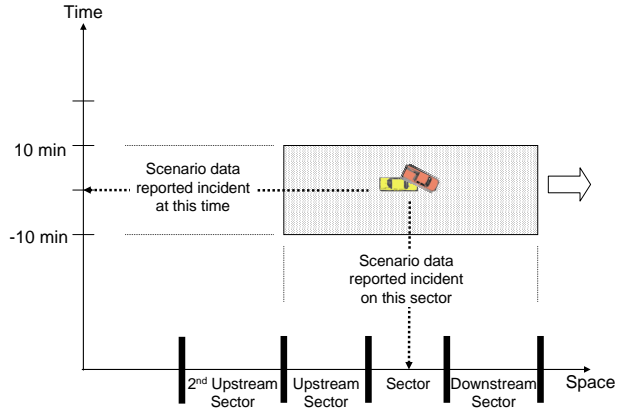 Time
10 min
Scenario data
reported incident
at this time
-10 min
Scenario data
reported incident
on this sector
2nd Upstream
Sector
Upstream
Sector
Sector
Downstream
Sector
Space